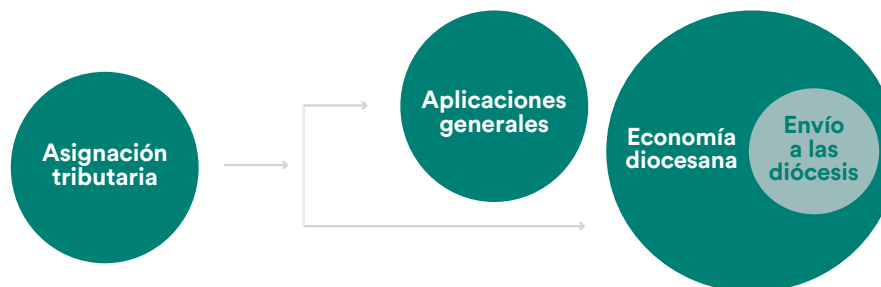 Asignación
tributaria
Aplicaciones
generales
Economía
diocesana
Envío
a las
diócesis